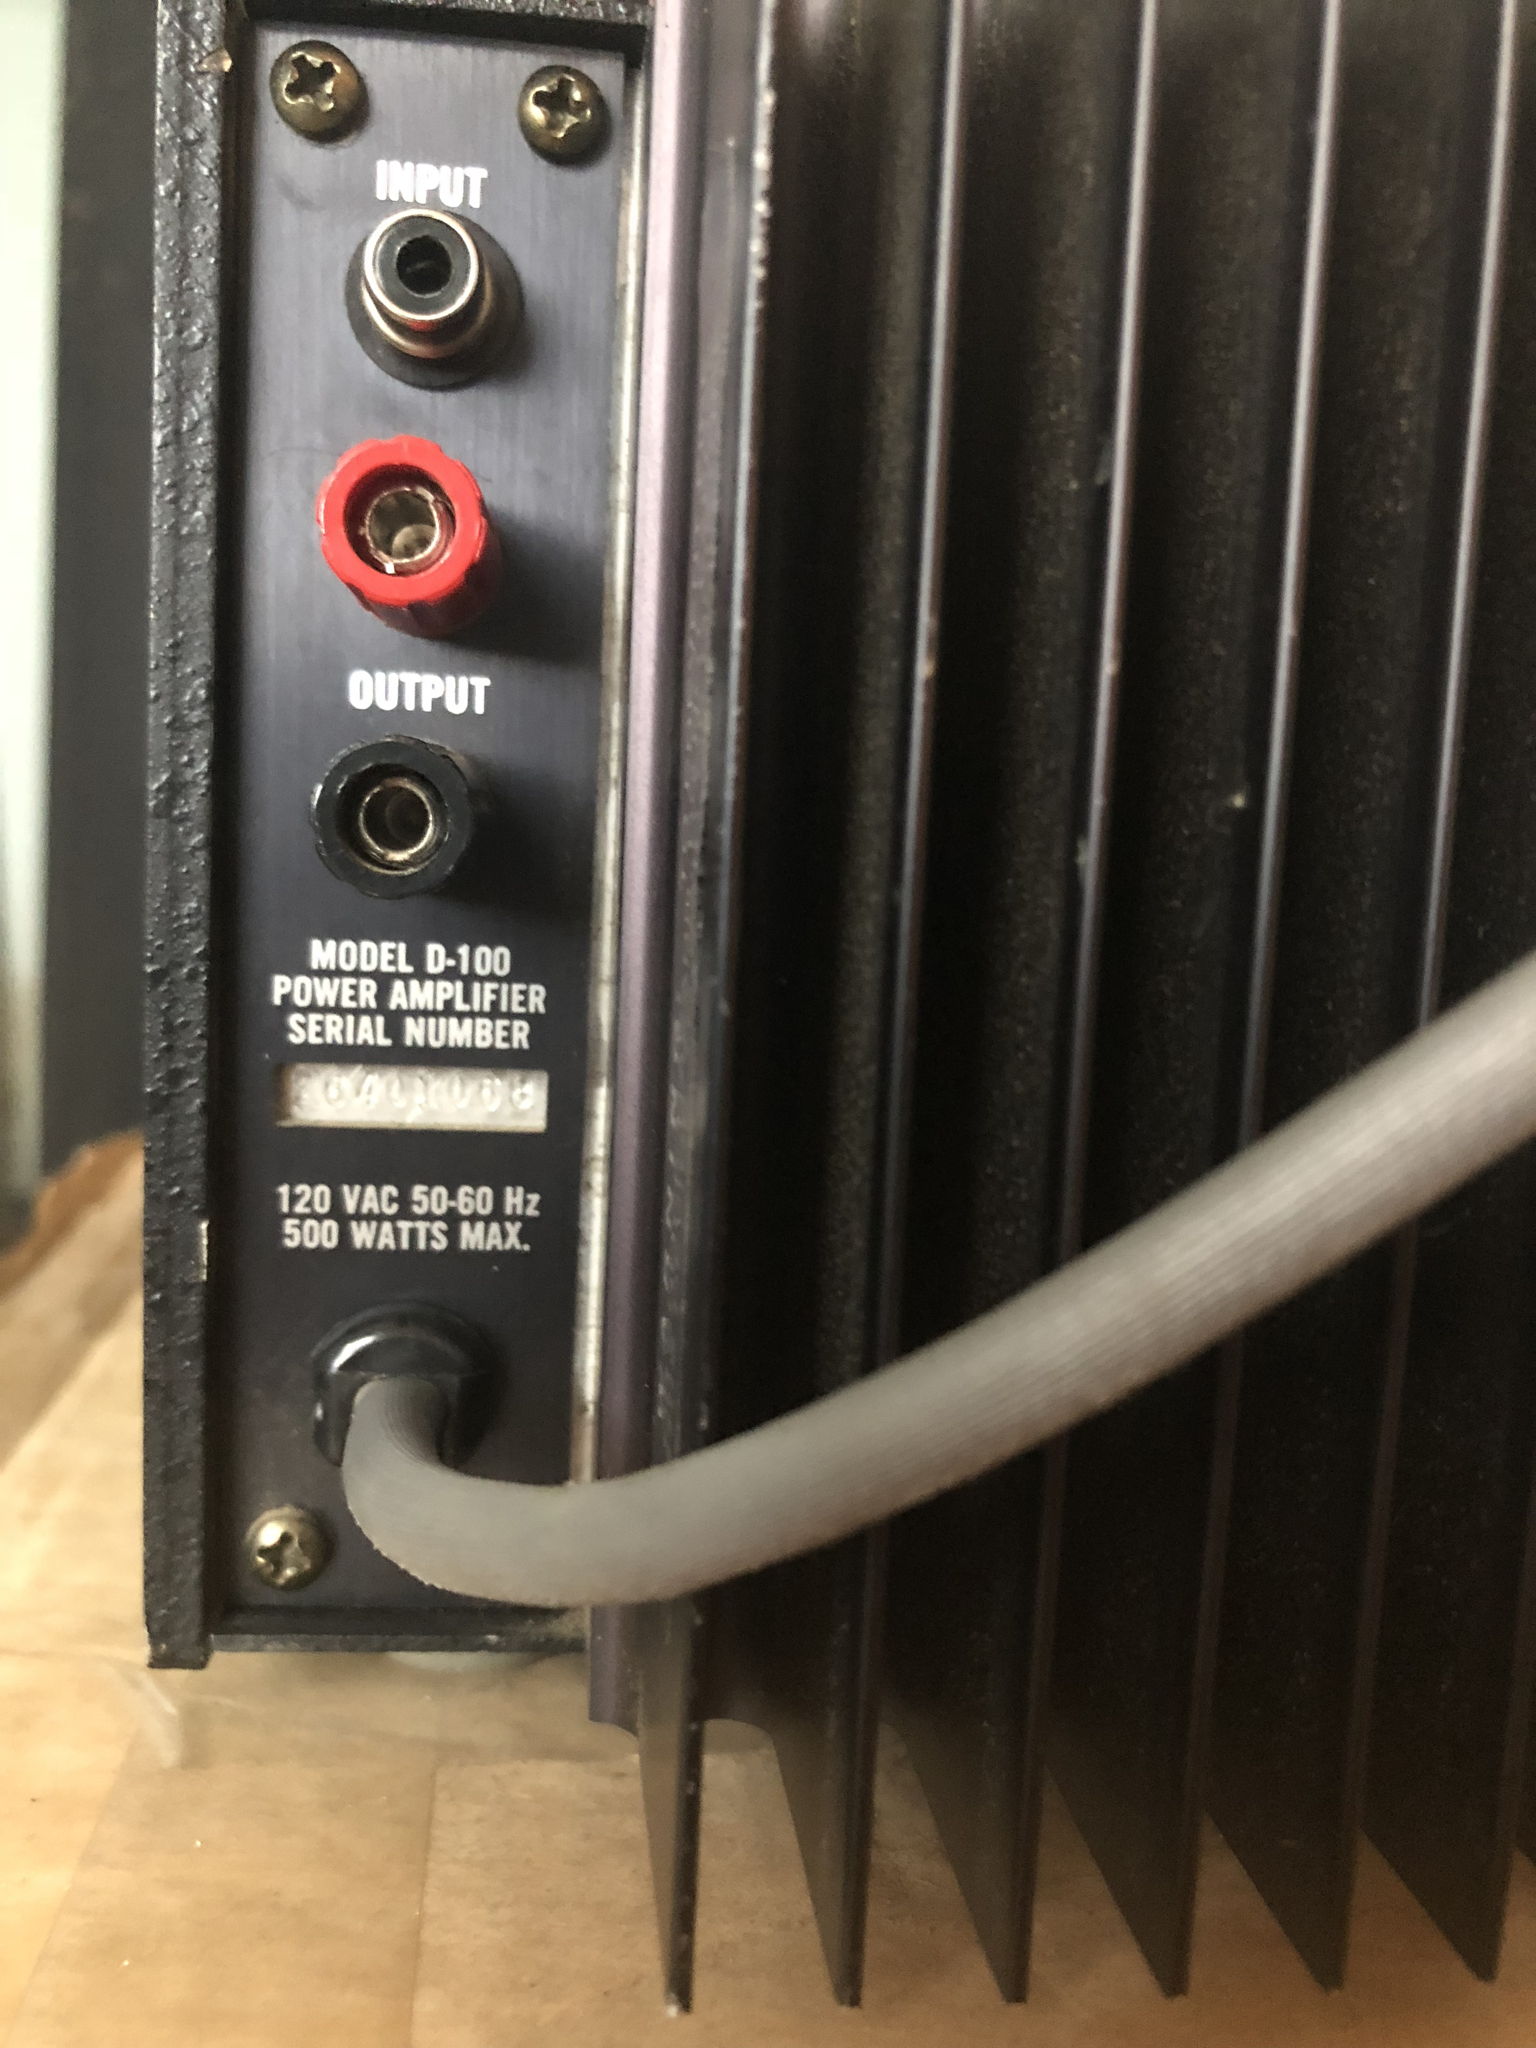 INPUT
OUTPUT
MODEL D-100
POWER AMPLIFIER
SERIAL NUMBER
120 VAC 50-60 Hz
500 WATTS MAX.